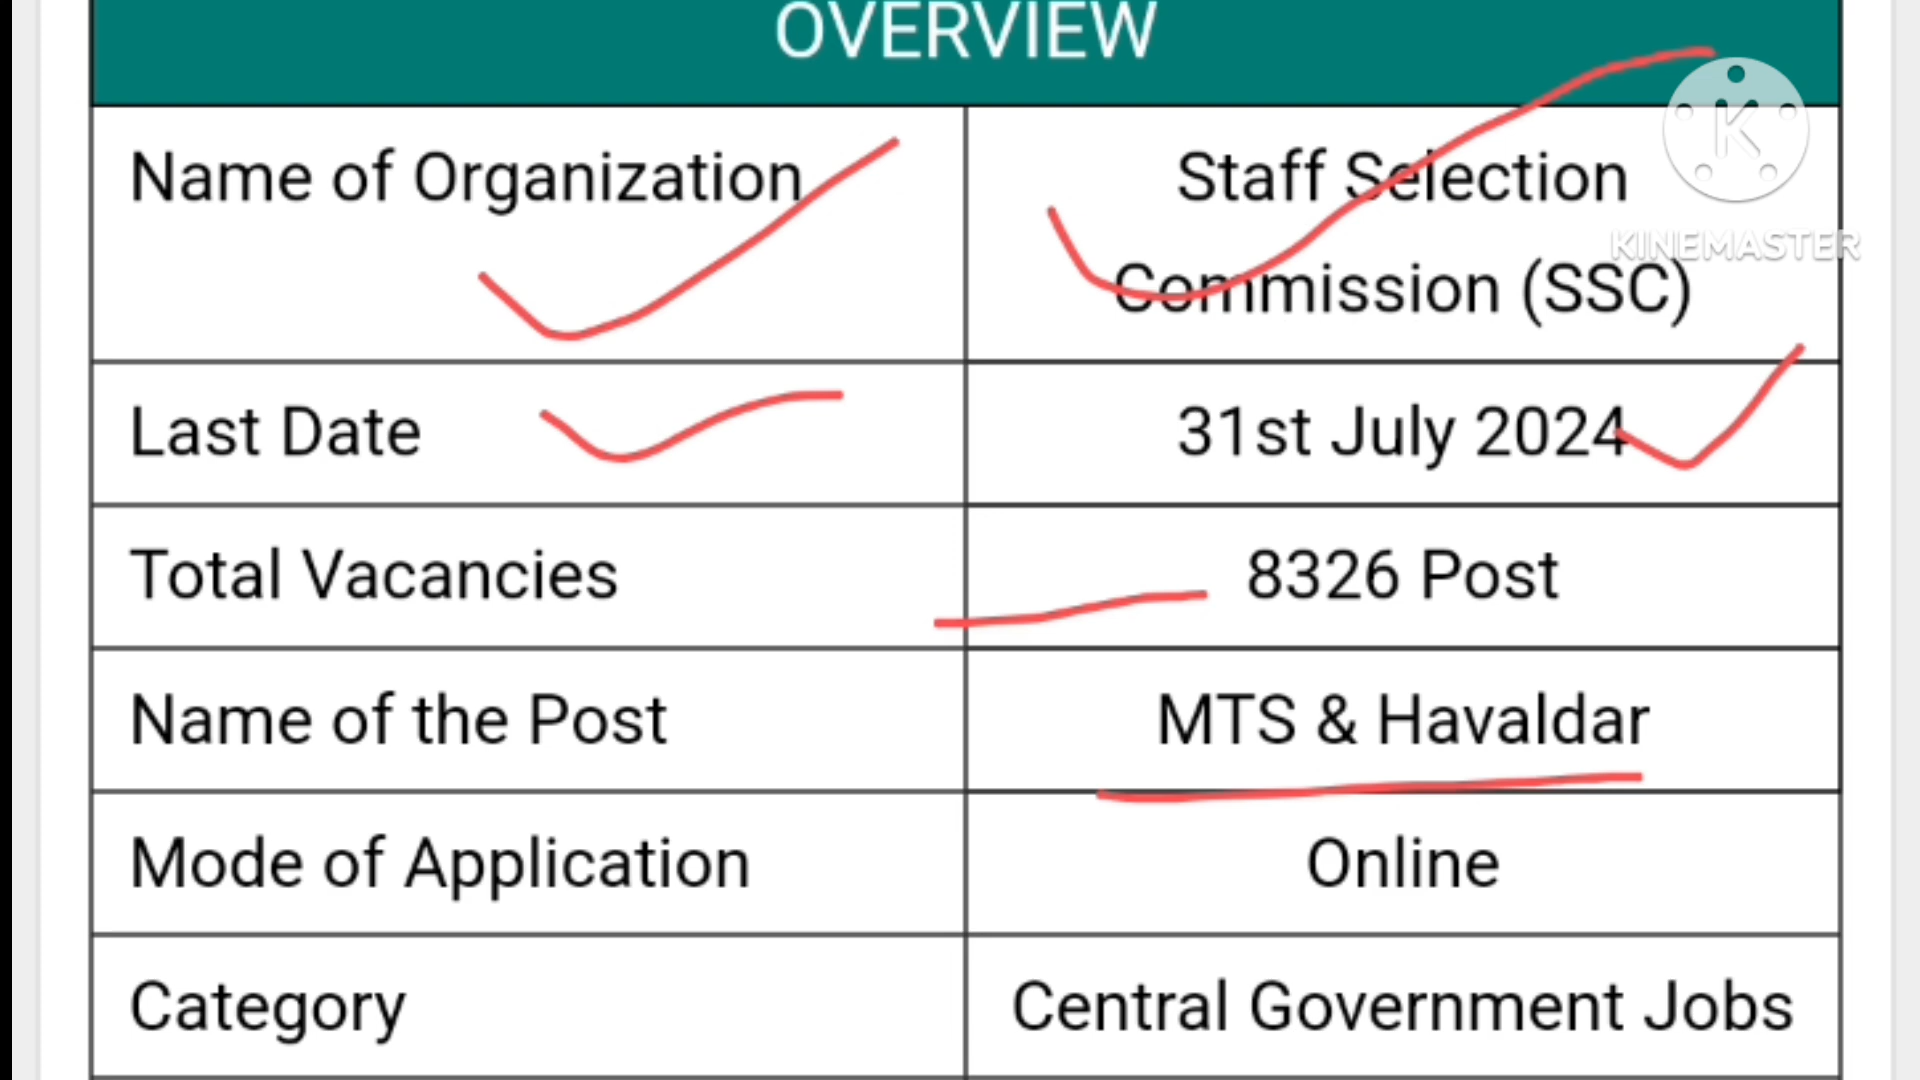 OVERVIEW
Name of Organization
Staff Selection
Commission (SSC)
K
KINEMASTER
Last Date
31st July 2024
Total Vacancies
8326 Post
Name of the Post
MTS & Havaldar
Mode of Application
Online
Category
Central Government Jobs